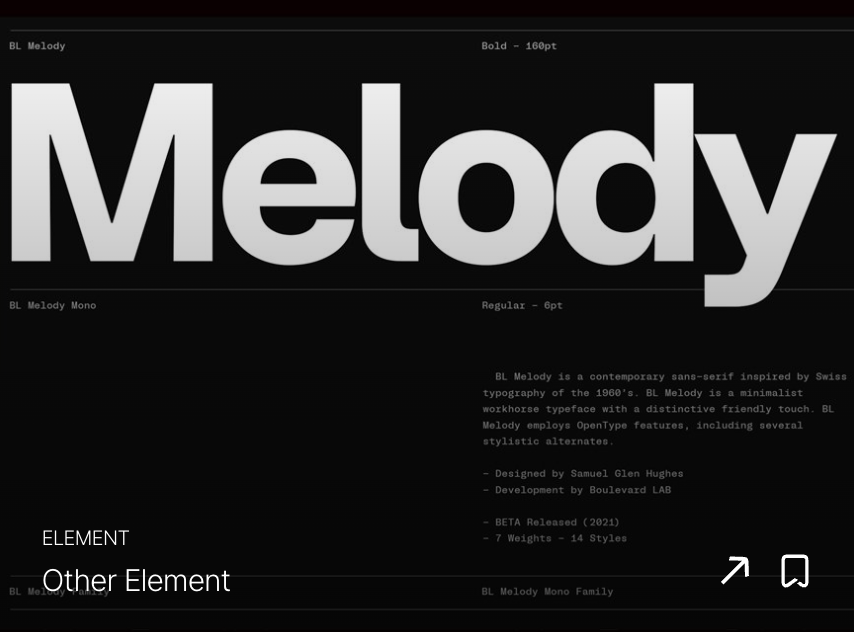 BL Melody
Bold – 160pt
Melody
BL Melody Mono
Regular – 6pt
BL Melody is a contemporary sans-serif inspired by Swiss
typography of the 1960's. BL Melody is a minimalist
workhorse typeface with a distinctive friendly touch. BL
Melody employs OpenType features, including several
stylistic alternates.
– Designed by Samuel Glen Hughes
– Development by Boulevard LAB
– BETA Released (2021)
– 7 Weights – 14 Styles
ELEMENT
Other Element
BL Melody Family
BL Melody Mono Family